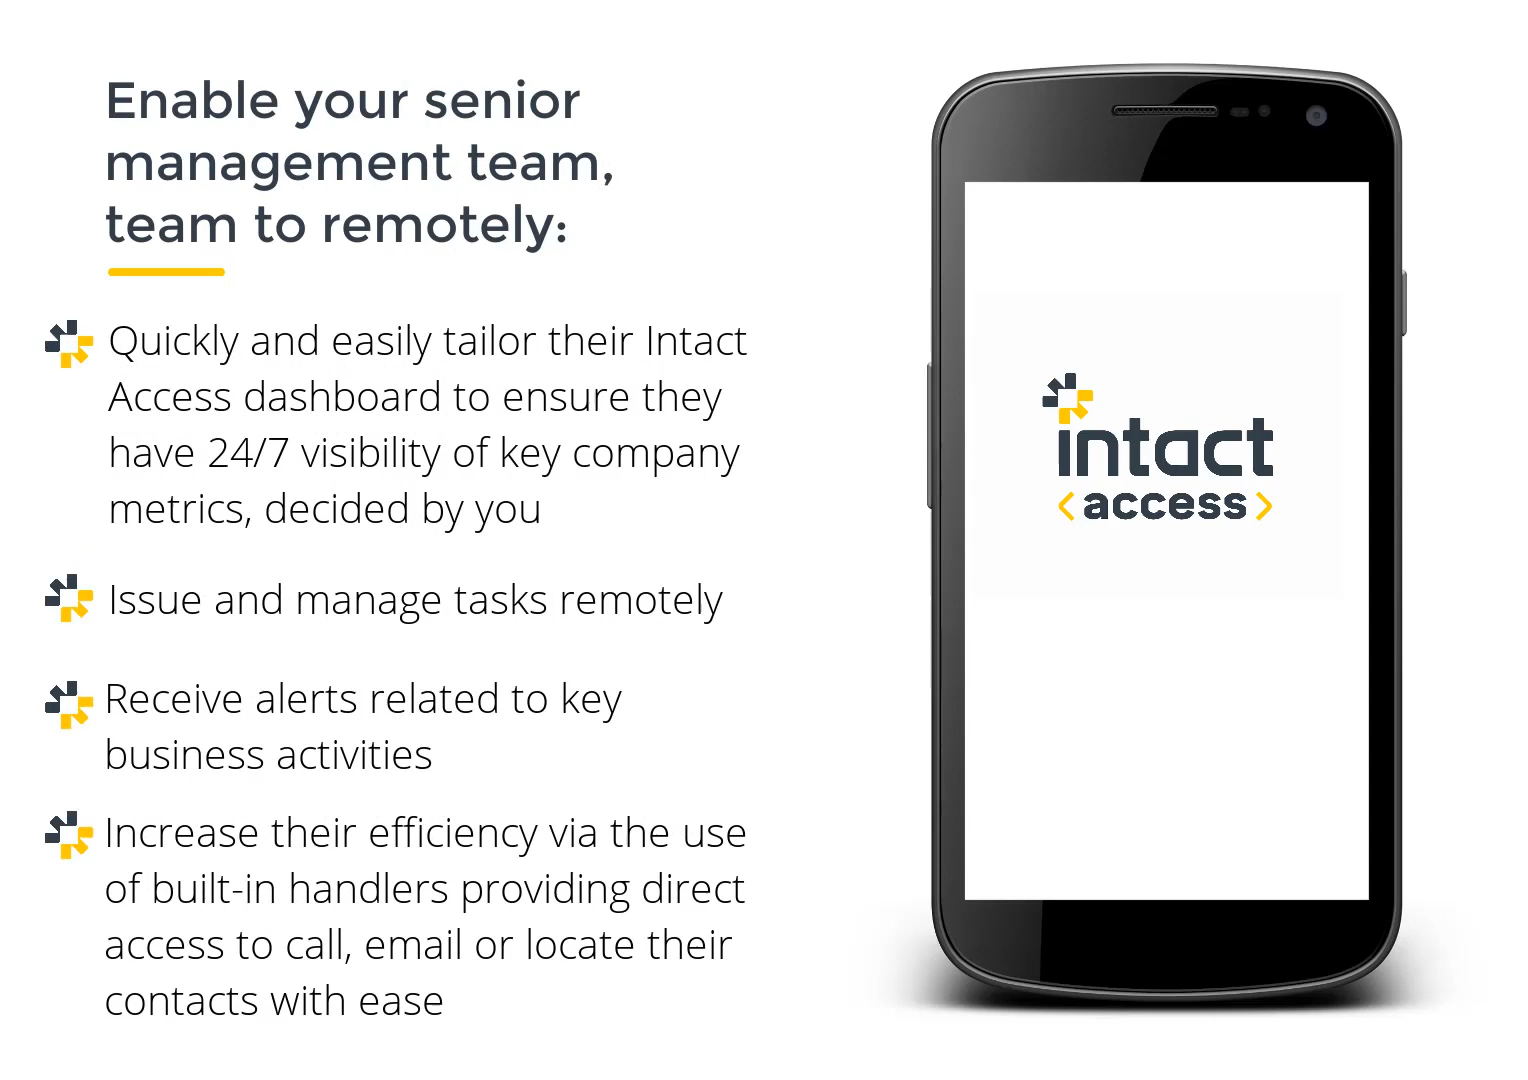 Enable your senior
management team,
team to remotely:
Quickly and easily tailor their Intact
Access dashboard to ensure they
have 24/7 visibility of key company
metrics, decided by you
Issue and manage tasks remotely
Receive alerts related to key
business activities
Increase their efficiency via the use
of built-in handlers providing direct
access to call, email or locate their
contacts with ease
intact
<access>